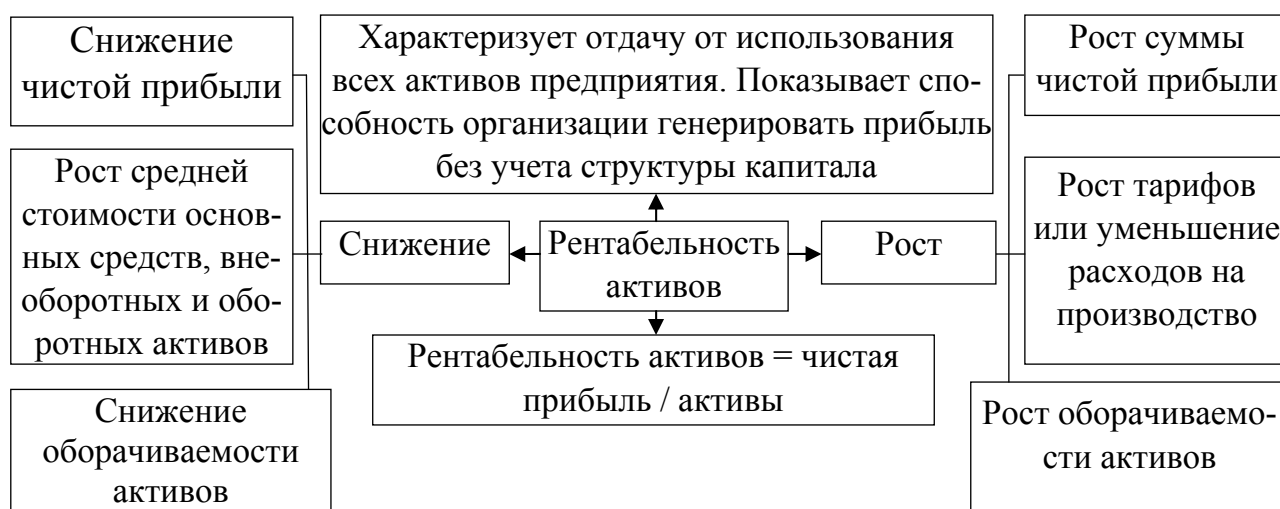 Снижение
чистой прибыли
Характеризует отдачу от использования
всех активов предприятия. Показывает спо-
собность организации генерировать прибыль
без учета структуры капитала
Рост суммы
чистой прибыли
Рост средней
стоимости основ-
ных средств, вне-
оборотных и обо-
ротных активов
Снижение
Рентабельность
активов
Рост
Рост тарифов
или уменьшение
расходов на
производство
Рентабельность активов = чистая
прибыль / активы
Снижение
оборачиваемости
активов
Рост оборачиваемо-
сти активов